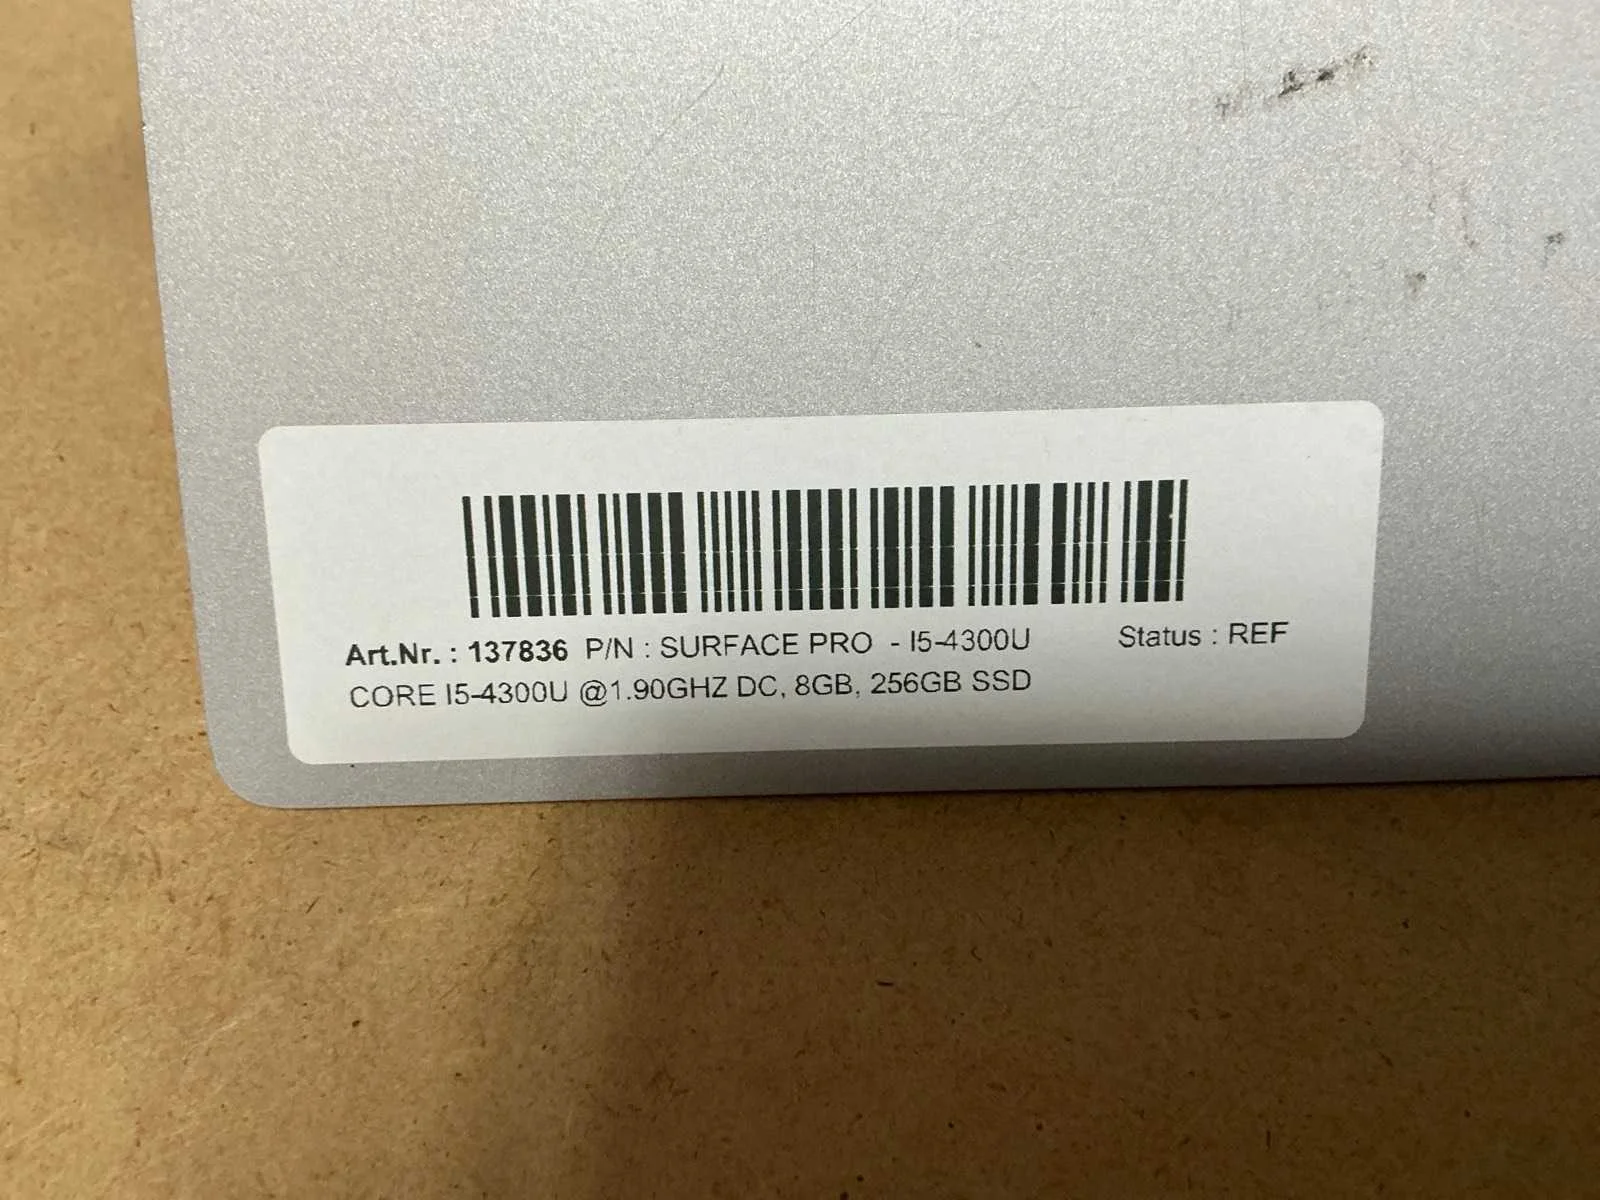 Art.Nr. : 137836 P/N : SURFACE PRO - I5-4300U Status : REF
CORE I5-4300U @1.90GHZ DC, 8GB, 256GB SSD